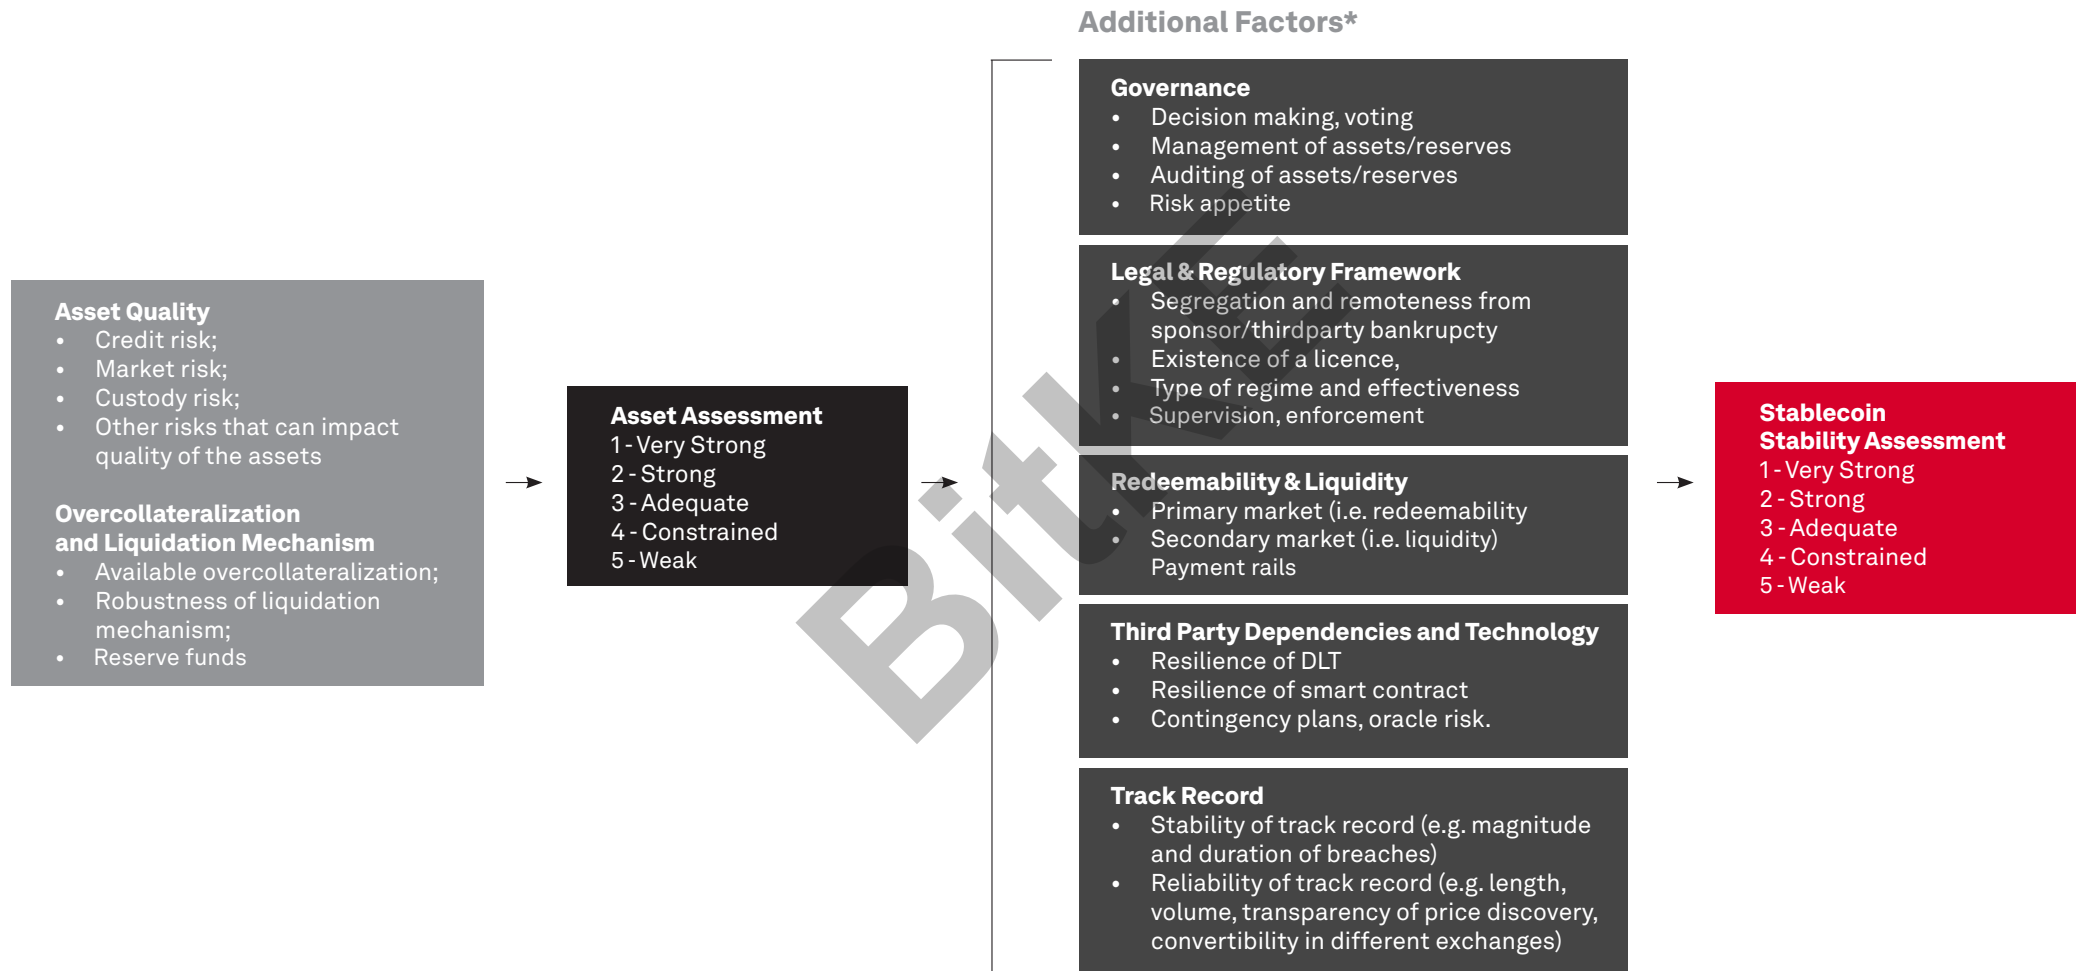 Additional Factors*
Asset Quality
• Credit risk;
• Market risk;
• Custody risk;
• Other risks that can impact
quality of the assets
Overcollateralization
and Liquidation Mechanism
• Available overcollateralization;
• Robustness of liquidation
mechanism;
• Reserve funds
Asset Assessment
1 - Very Strong
2 - Strong
3 - Adequate
4 - Constrained
5 - Weak
Governance
• Decision making, voting
• Management of assets/reserves
• Auditing of assets/reserves
• Risk appetite
Legal & Regulatory Framework
• Segregation and remoteness from
sponsor/thirdparty bankrupcty
• Existence of a licence,
• Type of regime and effectiveness
• Supervision, enforcement
Redeemability & Liquidity
• Primary market (i.e. redeemability
• Secondary market (i.e. liquidity)
Payment rails
Third Party Dependencies and Technology
• Resilience of DLT
• Resilience of smart contract
• Contingency plans, oracle risk.
Track Record
• Stability of track record (e.g. magnitude
and duration of breaches)
• Reliability of track record (e.g. length,
volume, transparency of price discovery,
convertibility in different exchanges)
Stablecoin
Stability Assessment
1 - Very Strong
2 - Strong
3 - Adequate
4 - Constrained
5 - Weak
BitKE